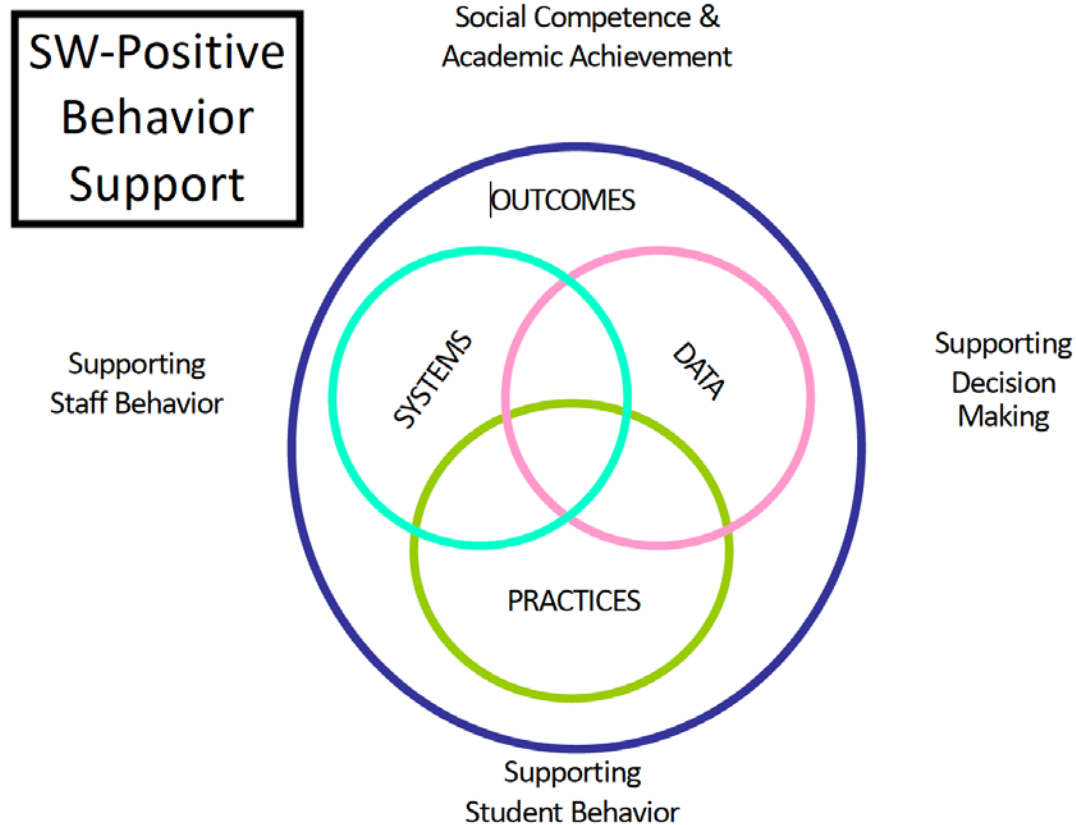 SW-Positive
Behavior
Support
Social Competence &
Academic Achievement
OUTCOMES
SYSTEMS
DATA
PRACTICES
Supporting
Staff Behavior
Supporting
Decision
Making
Supporting
Student Behavior